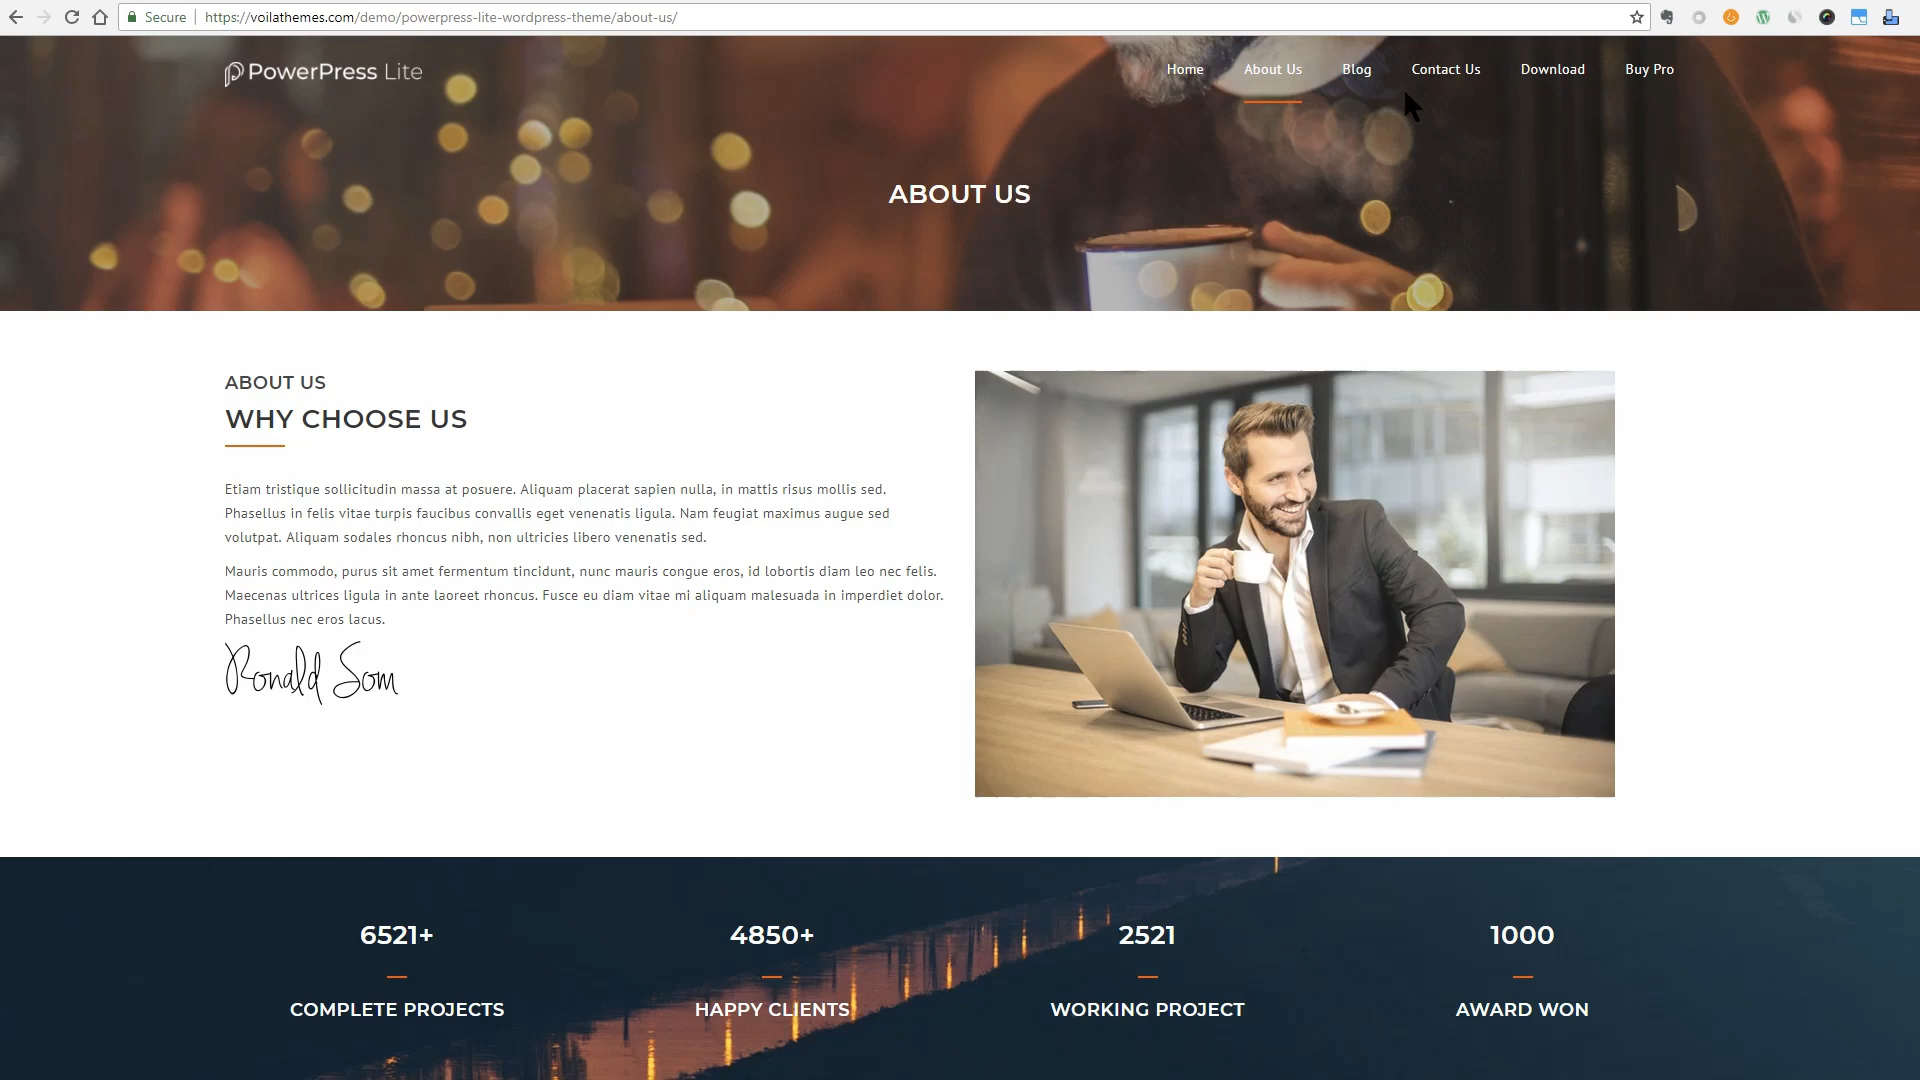 Secure https://voilathemes.com/demo/powerpress-lite-wordpress-theme/about-us/
PowerPress Lite
Home About Us Blog Contact Us Download Buy Pro
ABOUT US
ABOUT US
WHY CHOOSE US
Etiam tristique sollicitudin massa at posuere. Aliquam placerat sapien nulla, in mattis risus mollis sed.
Phasellus in felis vitae turpis faucibus convallis eget venenatis ligula. Nam feugiat maximus augue sed
volutpat. Aliquam sodales rhoncus nibh, non ultricies libero venenatis sed.
Mauris commodo, purus sit amet fermentum tincidunt, nunc mauris congue eros, id lobortis diam leo nec felis.
Maecenas ultrices ligula in ante laoreet rhoncus. Fusce eu diam vitae mi aliquam malesuada in imperdiet dolor.
Phasellus nec eros lacus.
Ronald Som
6521+ 4850+ 2521 1000
COMPLETE PROJECTS HAPPY CLIENTS WORKING PROJECT AWARD WON